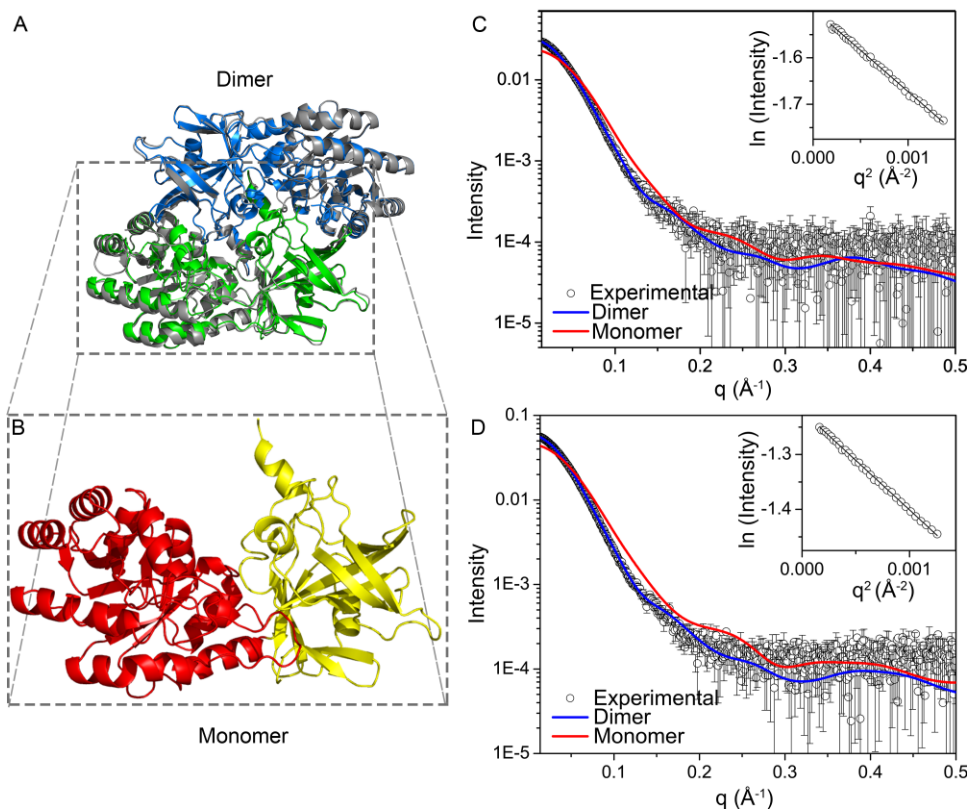 A
Dimer
B
Monomer
C
0.01
1E-3
1E-4
1E-5
Intensity
0.1
0.2
0.3
0.4
0.5
q (Å⁻¹)
Experimental
Dimer
Monomer
ln (Intensity)
-1.6
-1.7
0.000
0.001
q² (Å⁻²)
D
0.1
0.01
1E-3
1E-4
1E-5
Intensity
0.1
0.2
0.3
0.4
0.5
q (Å⁻¹)
Experimental
Dimer
Monomer
ln (Intensity)
-1.3
-1.4
0.000
0.001
q² (Å⁻²)